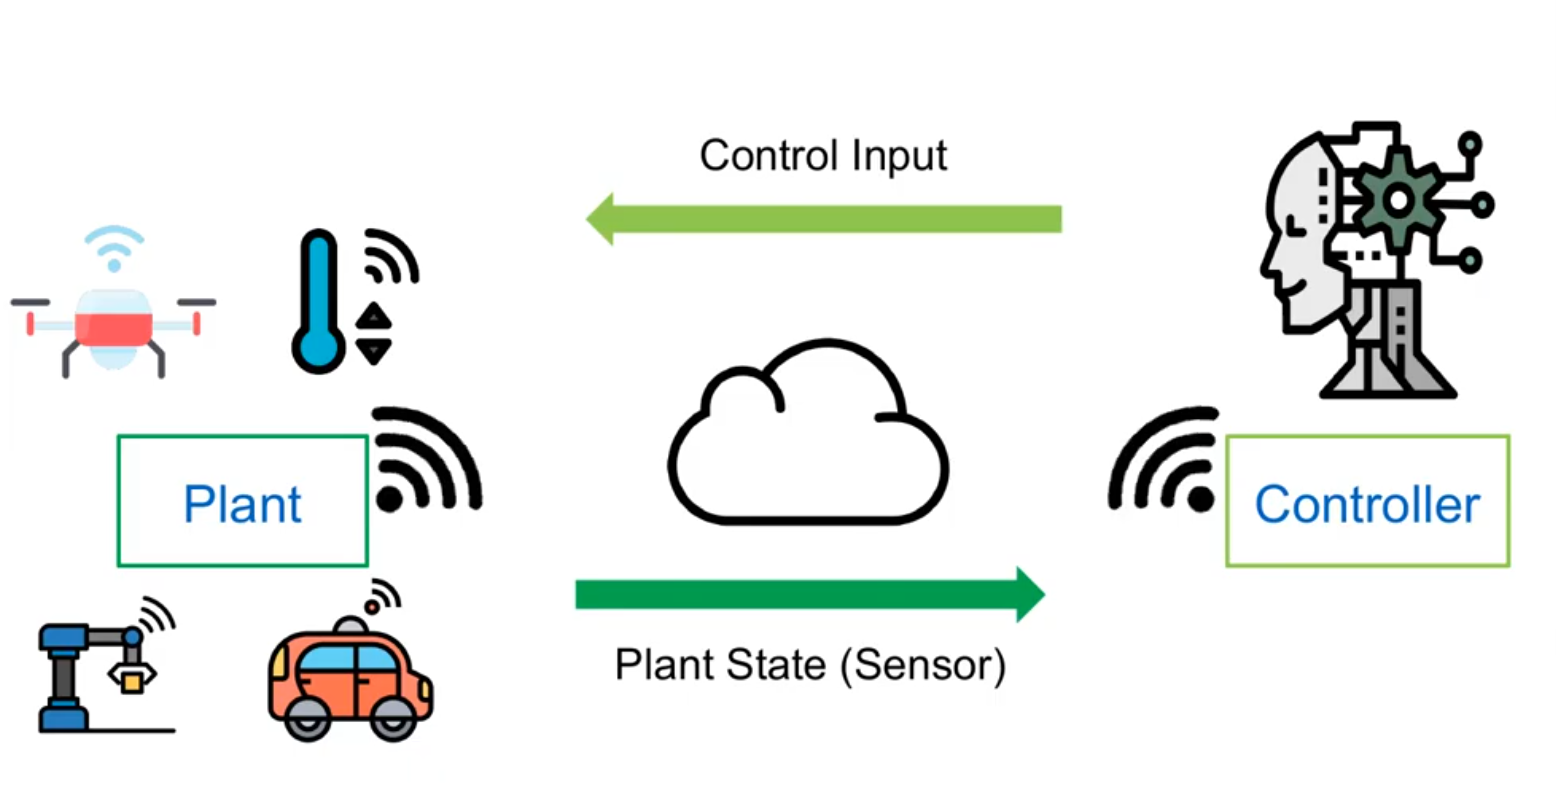 Control Input
Plant
Controller
Plant State (Sensor)